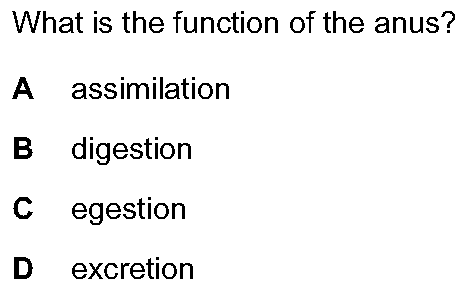 What is the function of the anus?
A assimilation
B digestion
C egestion
D excretion